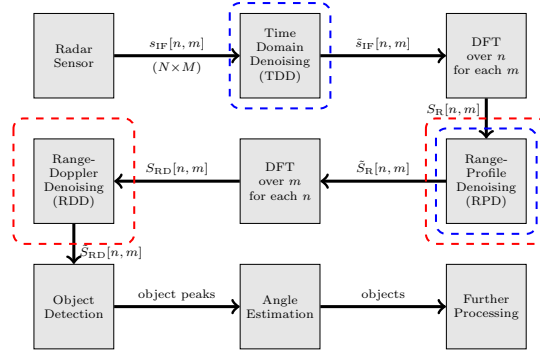 Radar
Sensor
s_IF[n, m]
(N×M)
Time
Domain
Denoising
(TDD)
s̃_IF[n, m]
DFT
over n
for each m
S_R[n, m]
Range-
Doppler
Denoising
(RDD)
S_RD[n, m]
DFT
over m
for each n
S̃_R[n, m]
Range-
Profile
Denoising
(RPD)
S̃_RD[n, m]
Object
Detection
object peaks
Angle
Estimation
objects
Further
Processing